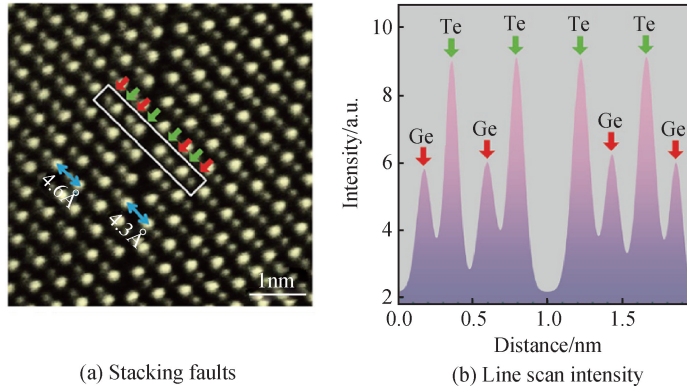 4.6Å
4.3Å
1nm
(a) Stacking faults
Intensity/a.u.
10
8
6
4
2
Te
Te
Te
Te
Ge
Ge
Ge
Ge
0.0
0.5
1.0
1.5
Distance/nm
(b) Line scan intensity